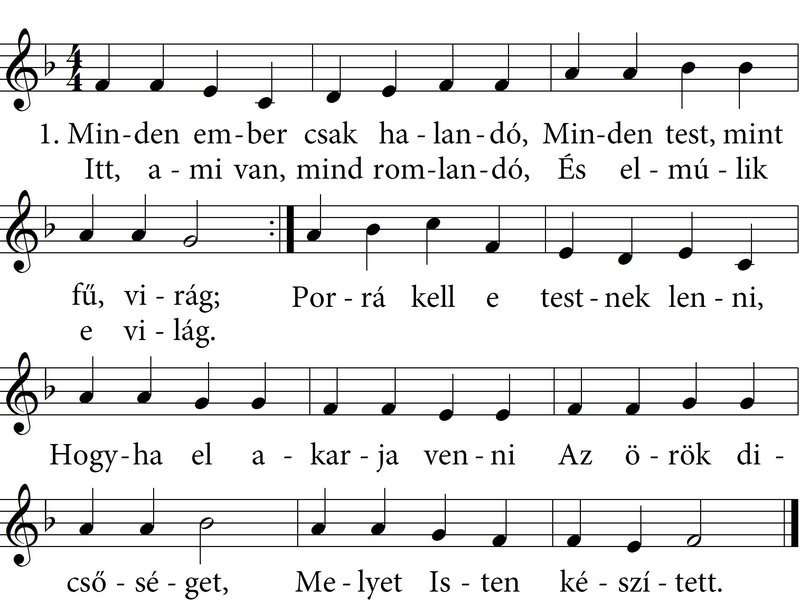 1. Min-den em-ber csak ha-lan-dó, Min-den test, mint
Itt, a-mi van, mind rom-lan-dó, És el-mú-lik
fű, vi-rág; Por-rá kell e test-nek len-ni,
e vi-lág.
Hogy-ha el a-kar-ja ven-ni Az ö-rök di-
cső-sé-get, Me-lyet Is-ten ké-szí-tett.